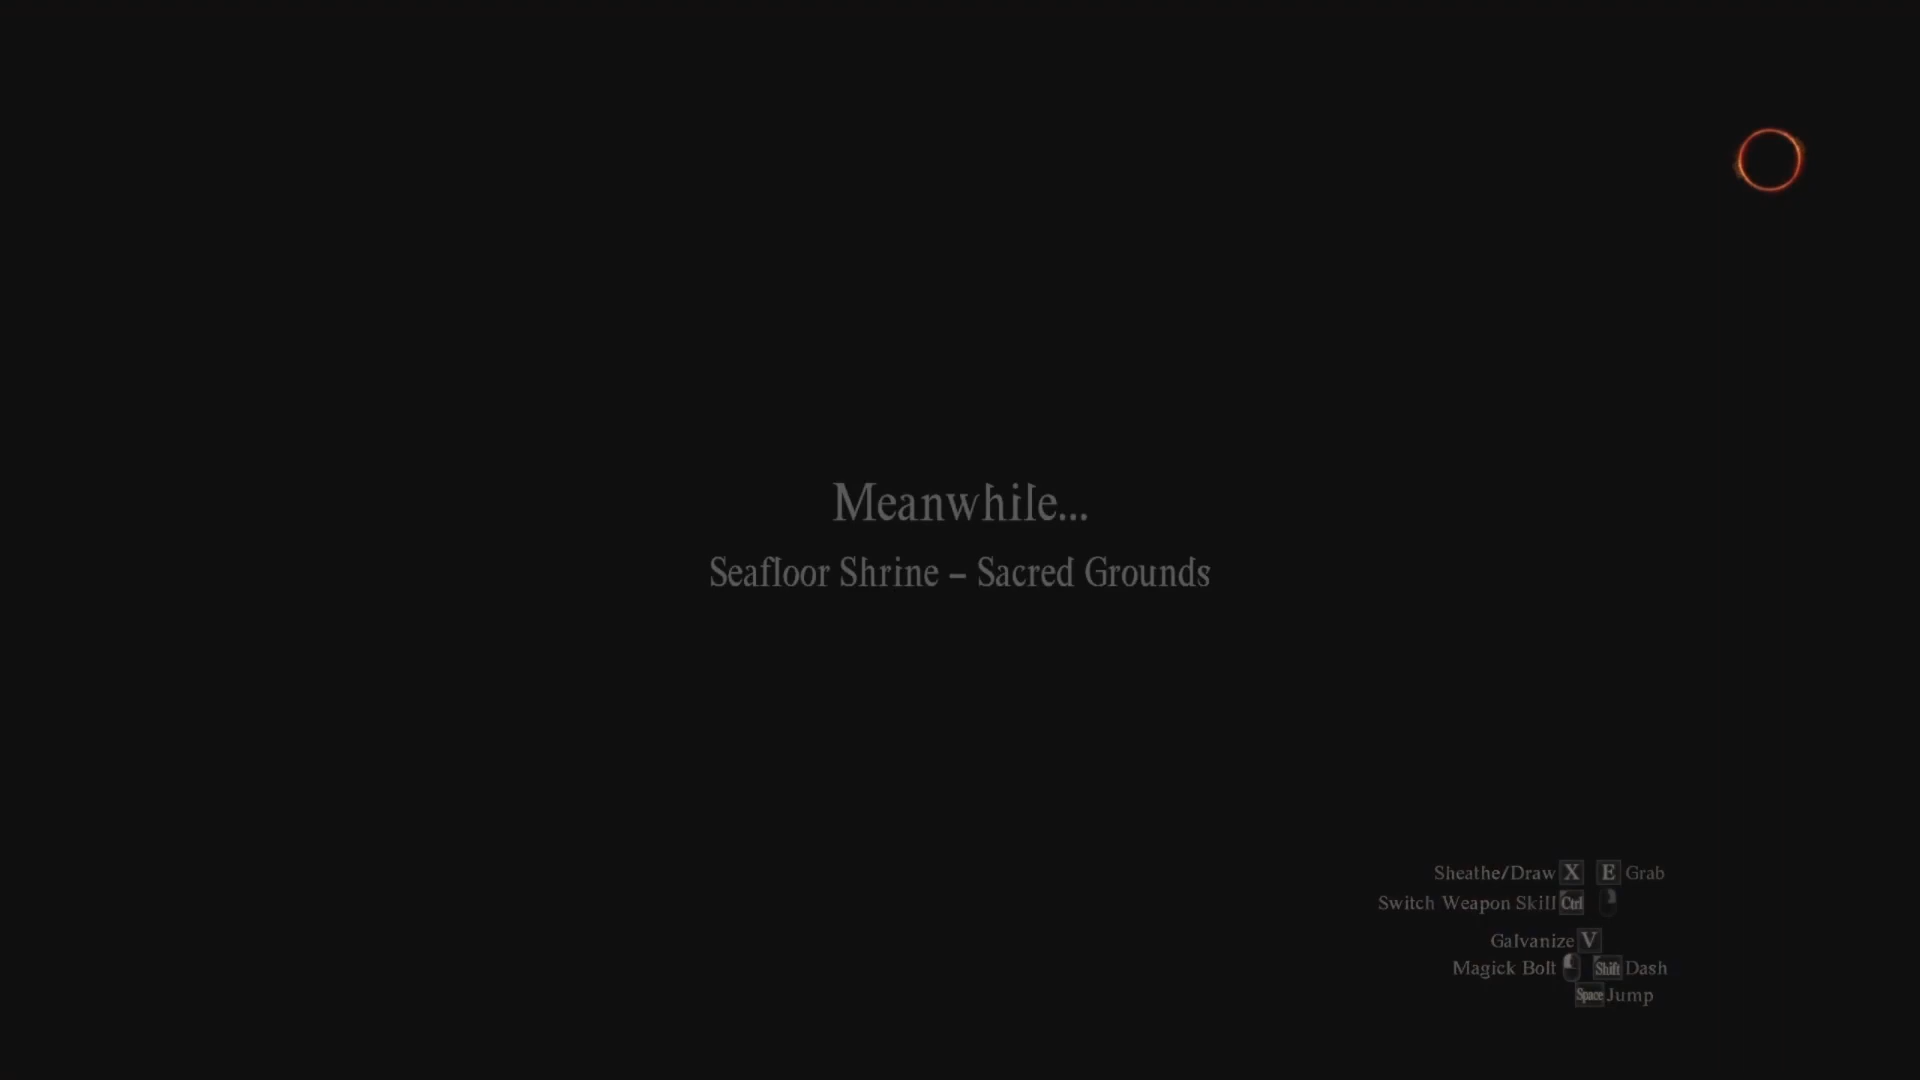 Meanwhile...
Seafloor Shrine – Sacred Grounds
Sheathe/Draw X E Grab
Switch Weapon Skill Ctrl
Galvanize V
Magick Bolt Shift Dash
Space Jump